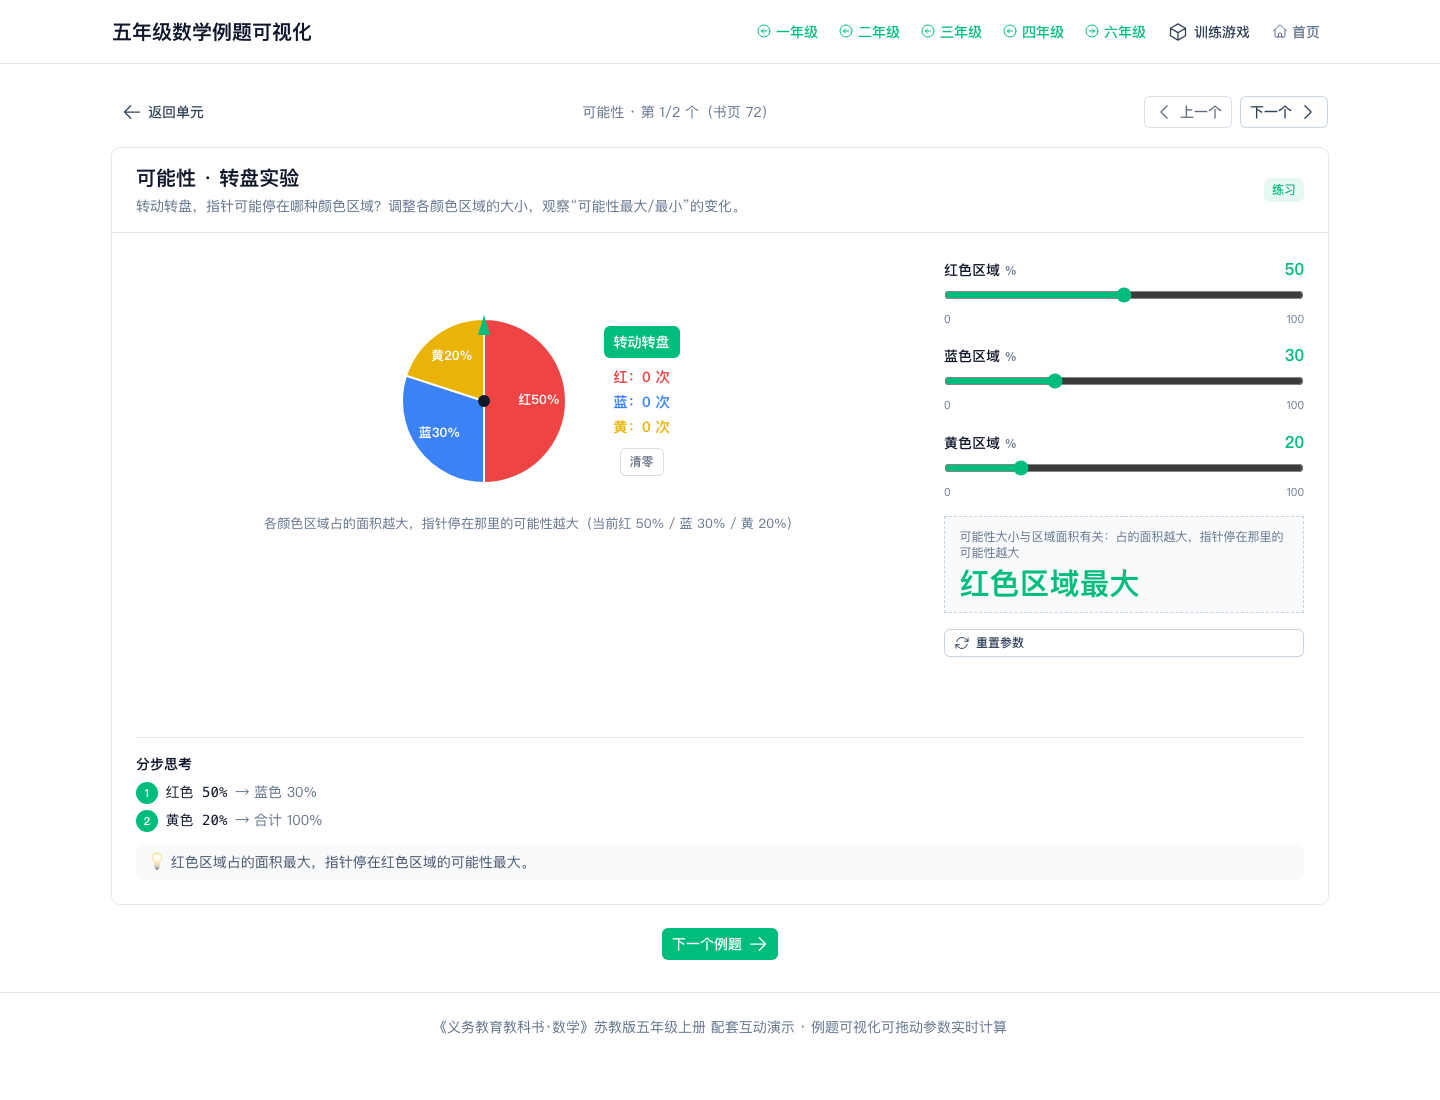 五年级数学例题可视化
一年级 二年级 三年级 四年级 六年级 训练游戏 首页
返回单元
可能性 · 第 1/2 个（书页 72）
上一个 下一个
可能性 · 转盘实验
转动转盘，指针可能停在哪种颜色区域？调整各颜色区域的大小，观察“可能性最大/最小”的变化。
练习
黄20%
红50%
蓝30%
转动转盘
红：0 次
蓝：0 次
黄：0 次
清零
各颜色区域占的面积越大，指针停在那里的可能性越大（当前红 50% / 蓝 30% / 黄 20%）
红色区域 % 50
0 100
蓝色区域 % 30
0 100
黄色区域 % 20
0 100
可能性大小与区域面积有关：占的面积越大，指针停在那里的
可能性越大
红色区域最大
重置参数
分步思考
1 红色 50% → 蓝色 30%
2 黄色 20% → 合计 100%
红色区域占的面积最大，指针停在红色区域的可能性最大。
下一个例题
《义务教育教科书·数学》苏教版五年级上册 配套互动演示 · 例题可视化可拖动参数实时计算